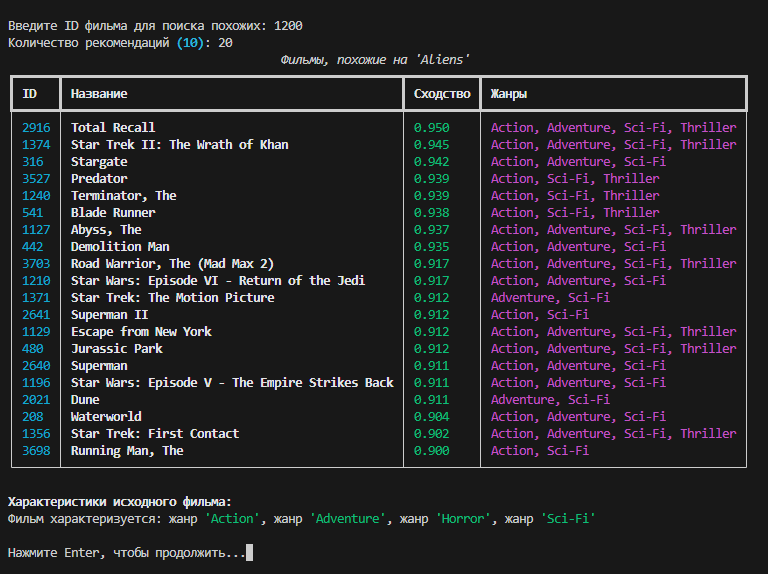 Введите ID фильма для поиска похожих: 1200
Количество рекомендаций (10): 20
Фильмы, похожие на 'Aliens'
ID Название Сходство Жанры
2916 Total Recall 0.950 Action, Adventure, Sci-Fi, Thriller
1374 Star Trek II: The Wrath of Khan 0.945 Action, Adventure, Sci-Fi, Thriller
316 Stargate 0.942 Action, Adventure, Sci-Fi
3527 Predator 0.939 Action, Sci-Fi, Thriller
1240 Terminator, The 0.939 Action, Sci-Fi, Thriller
541 Blade Runner 0.938 Action, Sci-Fi, Thriller
1127 Abyss, The 0.937 Action, Adventure, Sci-Fi, Thriller
442 Demolition Man 0.935 Action, Adventure, Sci-Fi
3703 Road Warrior, The (Mad Max 2) 0.917 Action, Adventure, Sci-Fi, Thriller
1210 Star Wars: Episode VI - Return of the Jedi 0.917 Action, Adventure, Sci-Fi
1371 Star Trek: The Motion Picture 0.912 Adventure, Sci-Fi
2641 Superman II 0.912 Action, Sci-Fi
1129 Escape from New York 0.912 Action, Adventure, Sci-Fi, Thriller
480 Jurassic Park 0.912 Action, Adventure, Sci-Fi, Thriller
2640 Superman 0.911 Action, Adventure, Sci-Fi
1196 Star Wars: Episode V - The Empire Strikes Back 0.911 Action, Adventure, Sci-Fi
2021 Dune 0.911 Adventure, Sci-Fi
208 Waterworld 0.904 Action, Adventure, Sci-Fi
1356 Star Trek: First Contact 0.902 Action, Adventure, Sci-Fi, Thriller
3698 Running Man, The 0.900 Action, Sci-Fi
Характеристики исходного фильма:
Фильм характеризуется: жанр 'Action', жанр 'Adventure', жанр 'Horror', жанр 'Sci-Fi'
Нажмите Enter, чтобы продолжить...